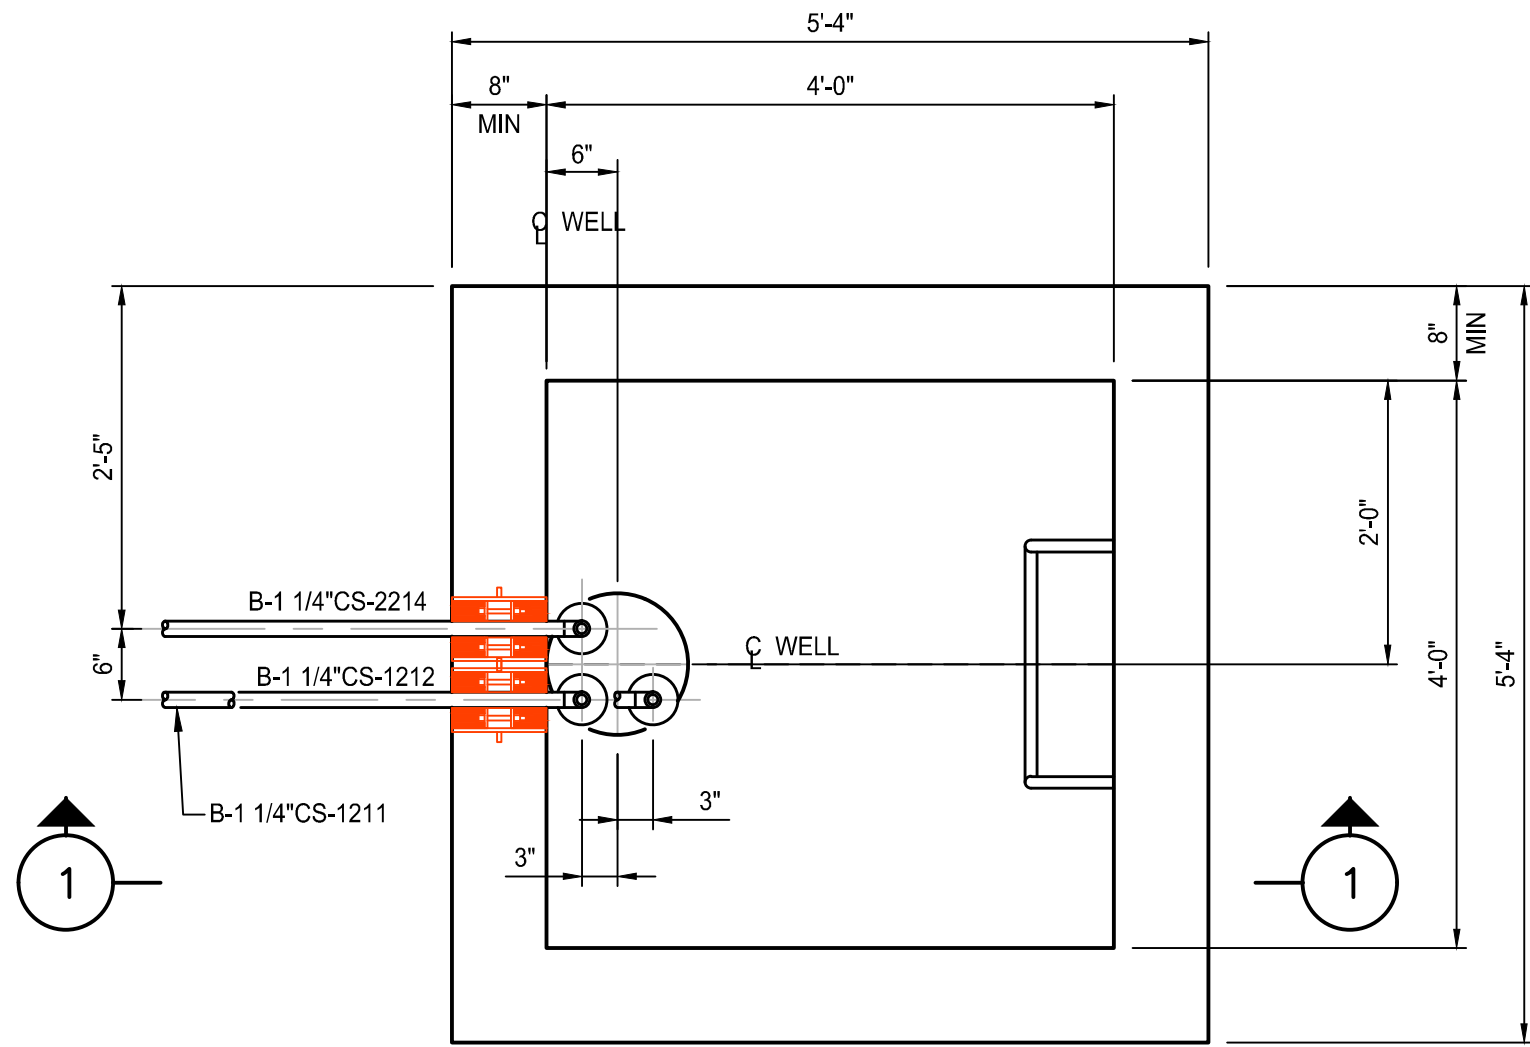 5'-4"
8"
4'-0"
MIN
6"
CL WELL
8"
MIN
2'-5"
2'-0"
B-1 1/4"CS-2214
6"
B-1 1/4"CS-1212
CL WELL
4'-0"
5'-4"
B-1 1/4"CS-1211
3"
3"
1
1